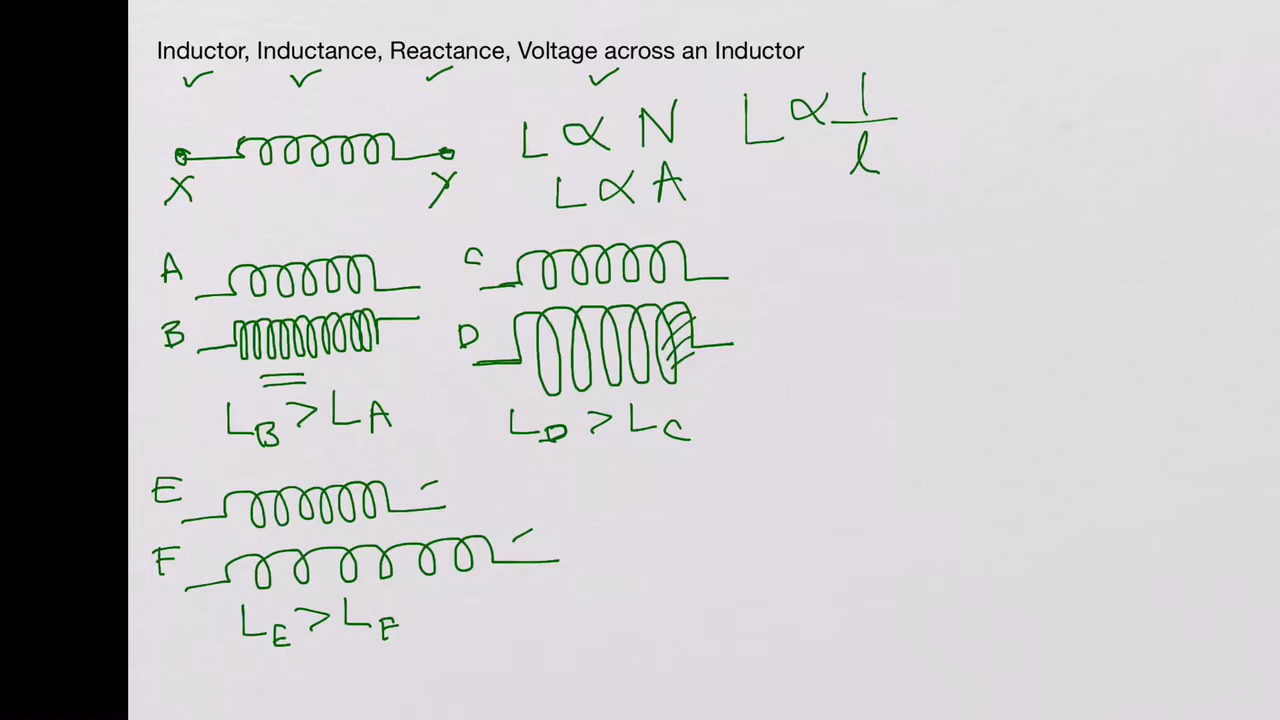 Inductor, Inductance, Reactance, Voltage across an Inductor
L ∝ N
L ∝ 1/l
L ∝ A
X
Y
A
B
L_B > L_A
C
D
L_D > L_C
E
F
L_E > L_F